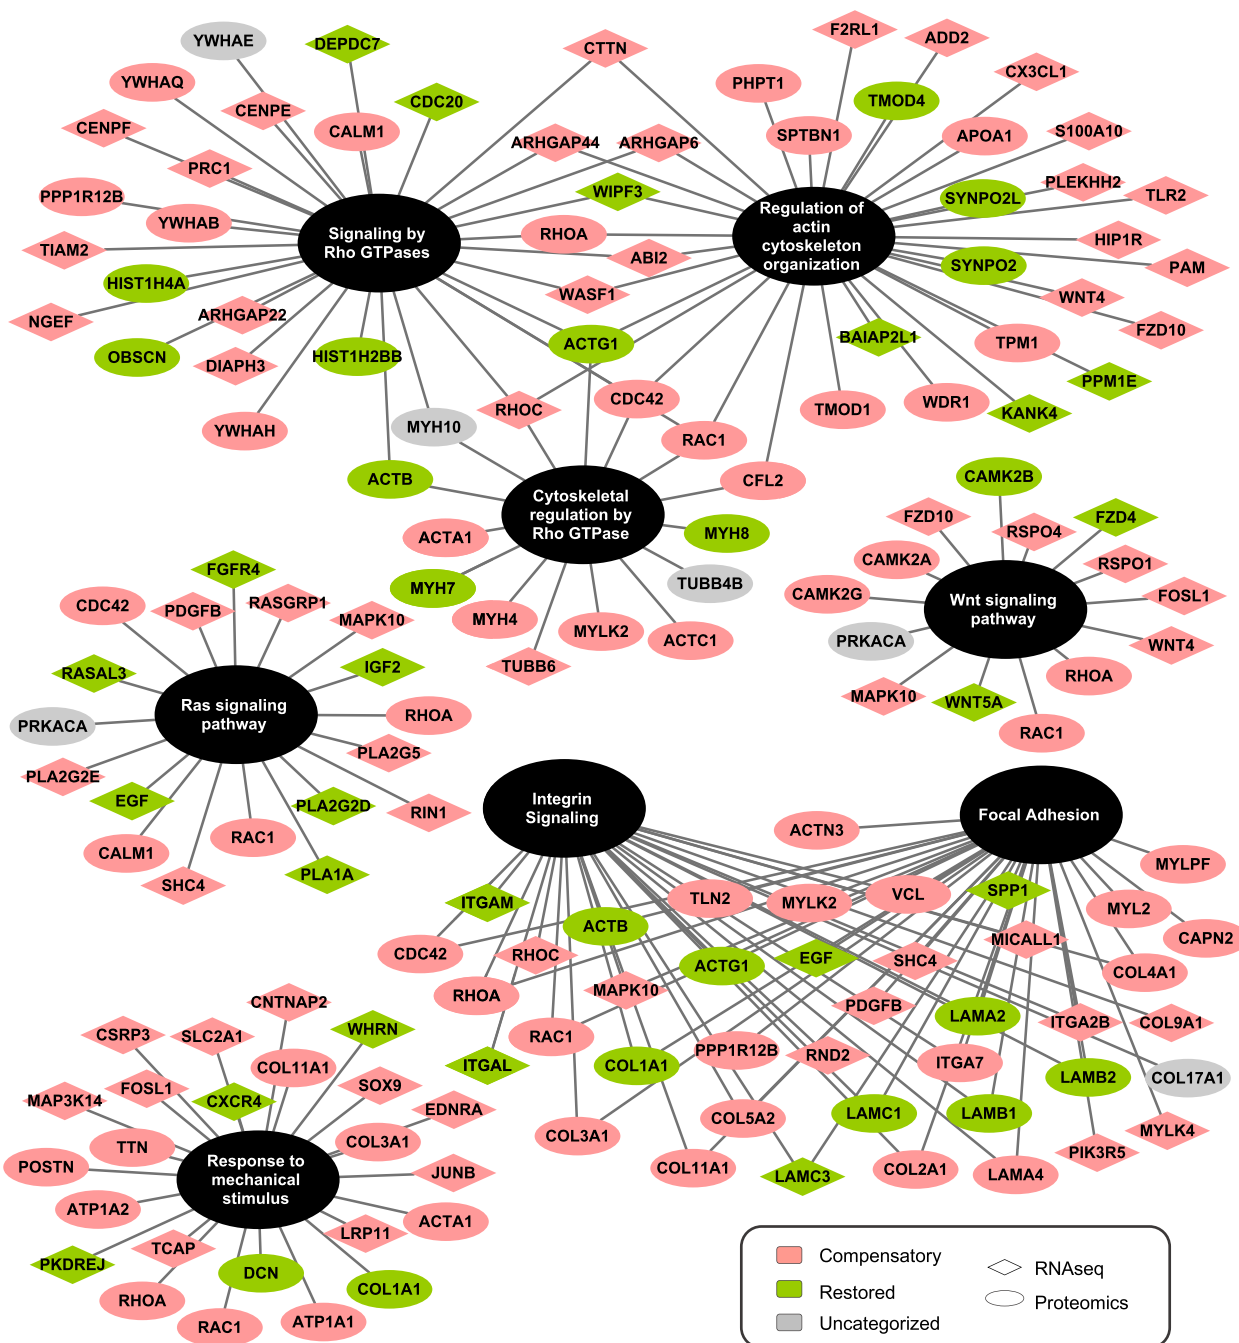 YWHAE
DEPDC7
CTTN
F2RL1
ADD2
YWHAQ
CENPE
CDC20
PHPT1
TMOD4
CX3CL1
CENPF
CALM1
ARHGAP44
ARHGAP6
SPTBN1
APOA1
S100A10
PRC1
WIPF3
PLEKHH2
TLR2
PPP1R12B
YWHAB
Signaling by
Rho GTPases
RHOA
Regulation of
actin
cytoskeleton
organization
SYNPO2L
HIP1R
TIAM2
ABI2
SYNPO2
PAM
HIST1H4A
WASF1
WNT4
NGEF
ARHGAP22
FZD10
OBSCN
DIAPH3
HIST1H2BB
ACTG1
BAIAP2L1
TPM1
PPM1E
YWHAH
MYH10
RHOC
CDC42
TMOD1
WDR1
KANK4
RAC1
ACTB
CFL2
Cytoskeletal
regulation by
Rho GTPase
CAMK2B
ACTA1
MYH8
FZD10
RSPO4
FZD4
MYH7
TUBB4B
CAMK2A
RSPO1
MYH4
MYLK2
ACTC1
CAMK2G
Wnt signaling
pathway
FOSL1
TUBB6
PRKACA
WNT4
MAPK10
WNT5A
RHOA
RAC1
FGFR4
CDC42
PDGFB
RASGRP1
MAPK10
RASAL3
IGF2
PRKACA
Ras signaling
pathway
RHOA
PLA2G2E
PLA2G5
EGF
PLA2G2D
RIN1
CALM1
RAC1
SHC4
PLA1A
Integrin
Signaling
Focal Adhesion
ACTN3
MYLPF
ITGAM
TLN2
MYLK2
VCL
SPP1
MYL2
CAPN2
CDC42
ACTB
RHOC
ACTG1
EGF
SHC4
MICALL1
COL4A1
RHOA
MAPK10
PDGFB
LAMA2
ITGA2B
COL9A1
RAC1
COL1A1
PPP1R12B
RND2
ITGA7
LAMB2
COL17A1
ITGAL
COL3A1
COL5A2
LAMC1
LAMB1
MYLK4
COL11A1
LAMC3
COL2A1
LAMA4
PIK3R5
CNTNAP2
CSRP3
SLC2A1
WHRN
MAP3K14
FOSL1
COL11A1
CXCR4
SOX9
EDNRA
TTN
COL3A1
POSTN
Response to
mechanical
stimulus
JUNB
ATP1A2
LRP11
ACTA1
PKDREJ
TCAP
DCN
COL1A1
RHOA
RAC1
ATP1A1
Compensatory
RNAseq
Restored
Proteomics
Uncategorized